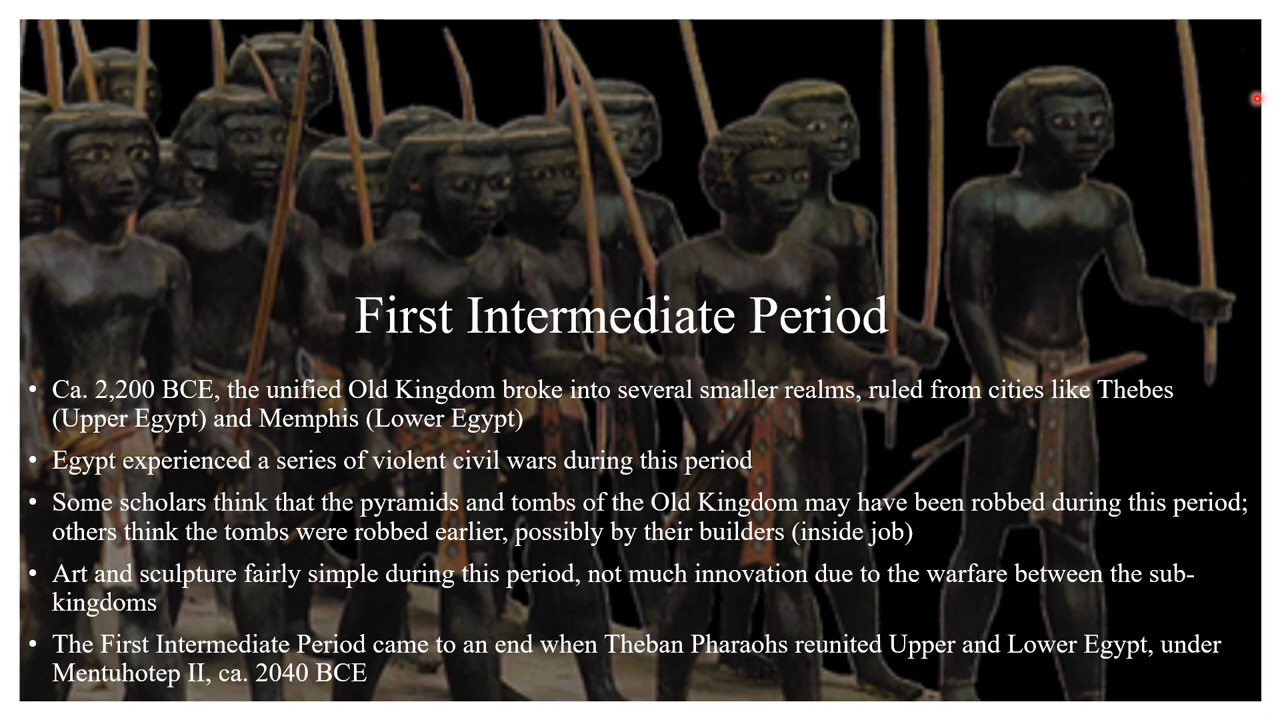 First Intermediate Period
• Ca. 2,200 BCE, the unified Old Kingdom broke into several smaller realms, ruled from cities like Thebes
(Upper Egypt) and Memphis (Lower Egypt)
• Egypt experienced a series of violent civil wars during this period
• Some scholars think that the pyramids and tombs of the Old Kingdom may have been robbed during this period;
others think the tombs were robbed earlier, possibly by their builders (inside job)
• Art and sculpture fairly simple during this period, not much innovation due to the warfare between the sub-
kingdoms
• The First Intermediate Period came to an end when Theban Pharaohs reunited Upper and Lower Egypt, under
Mentuhotep II, ca. 2040 BCE